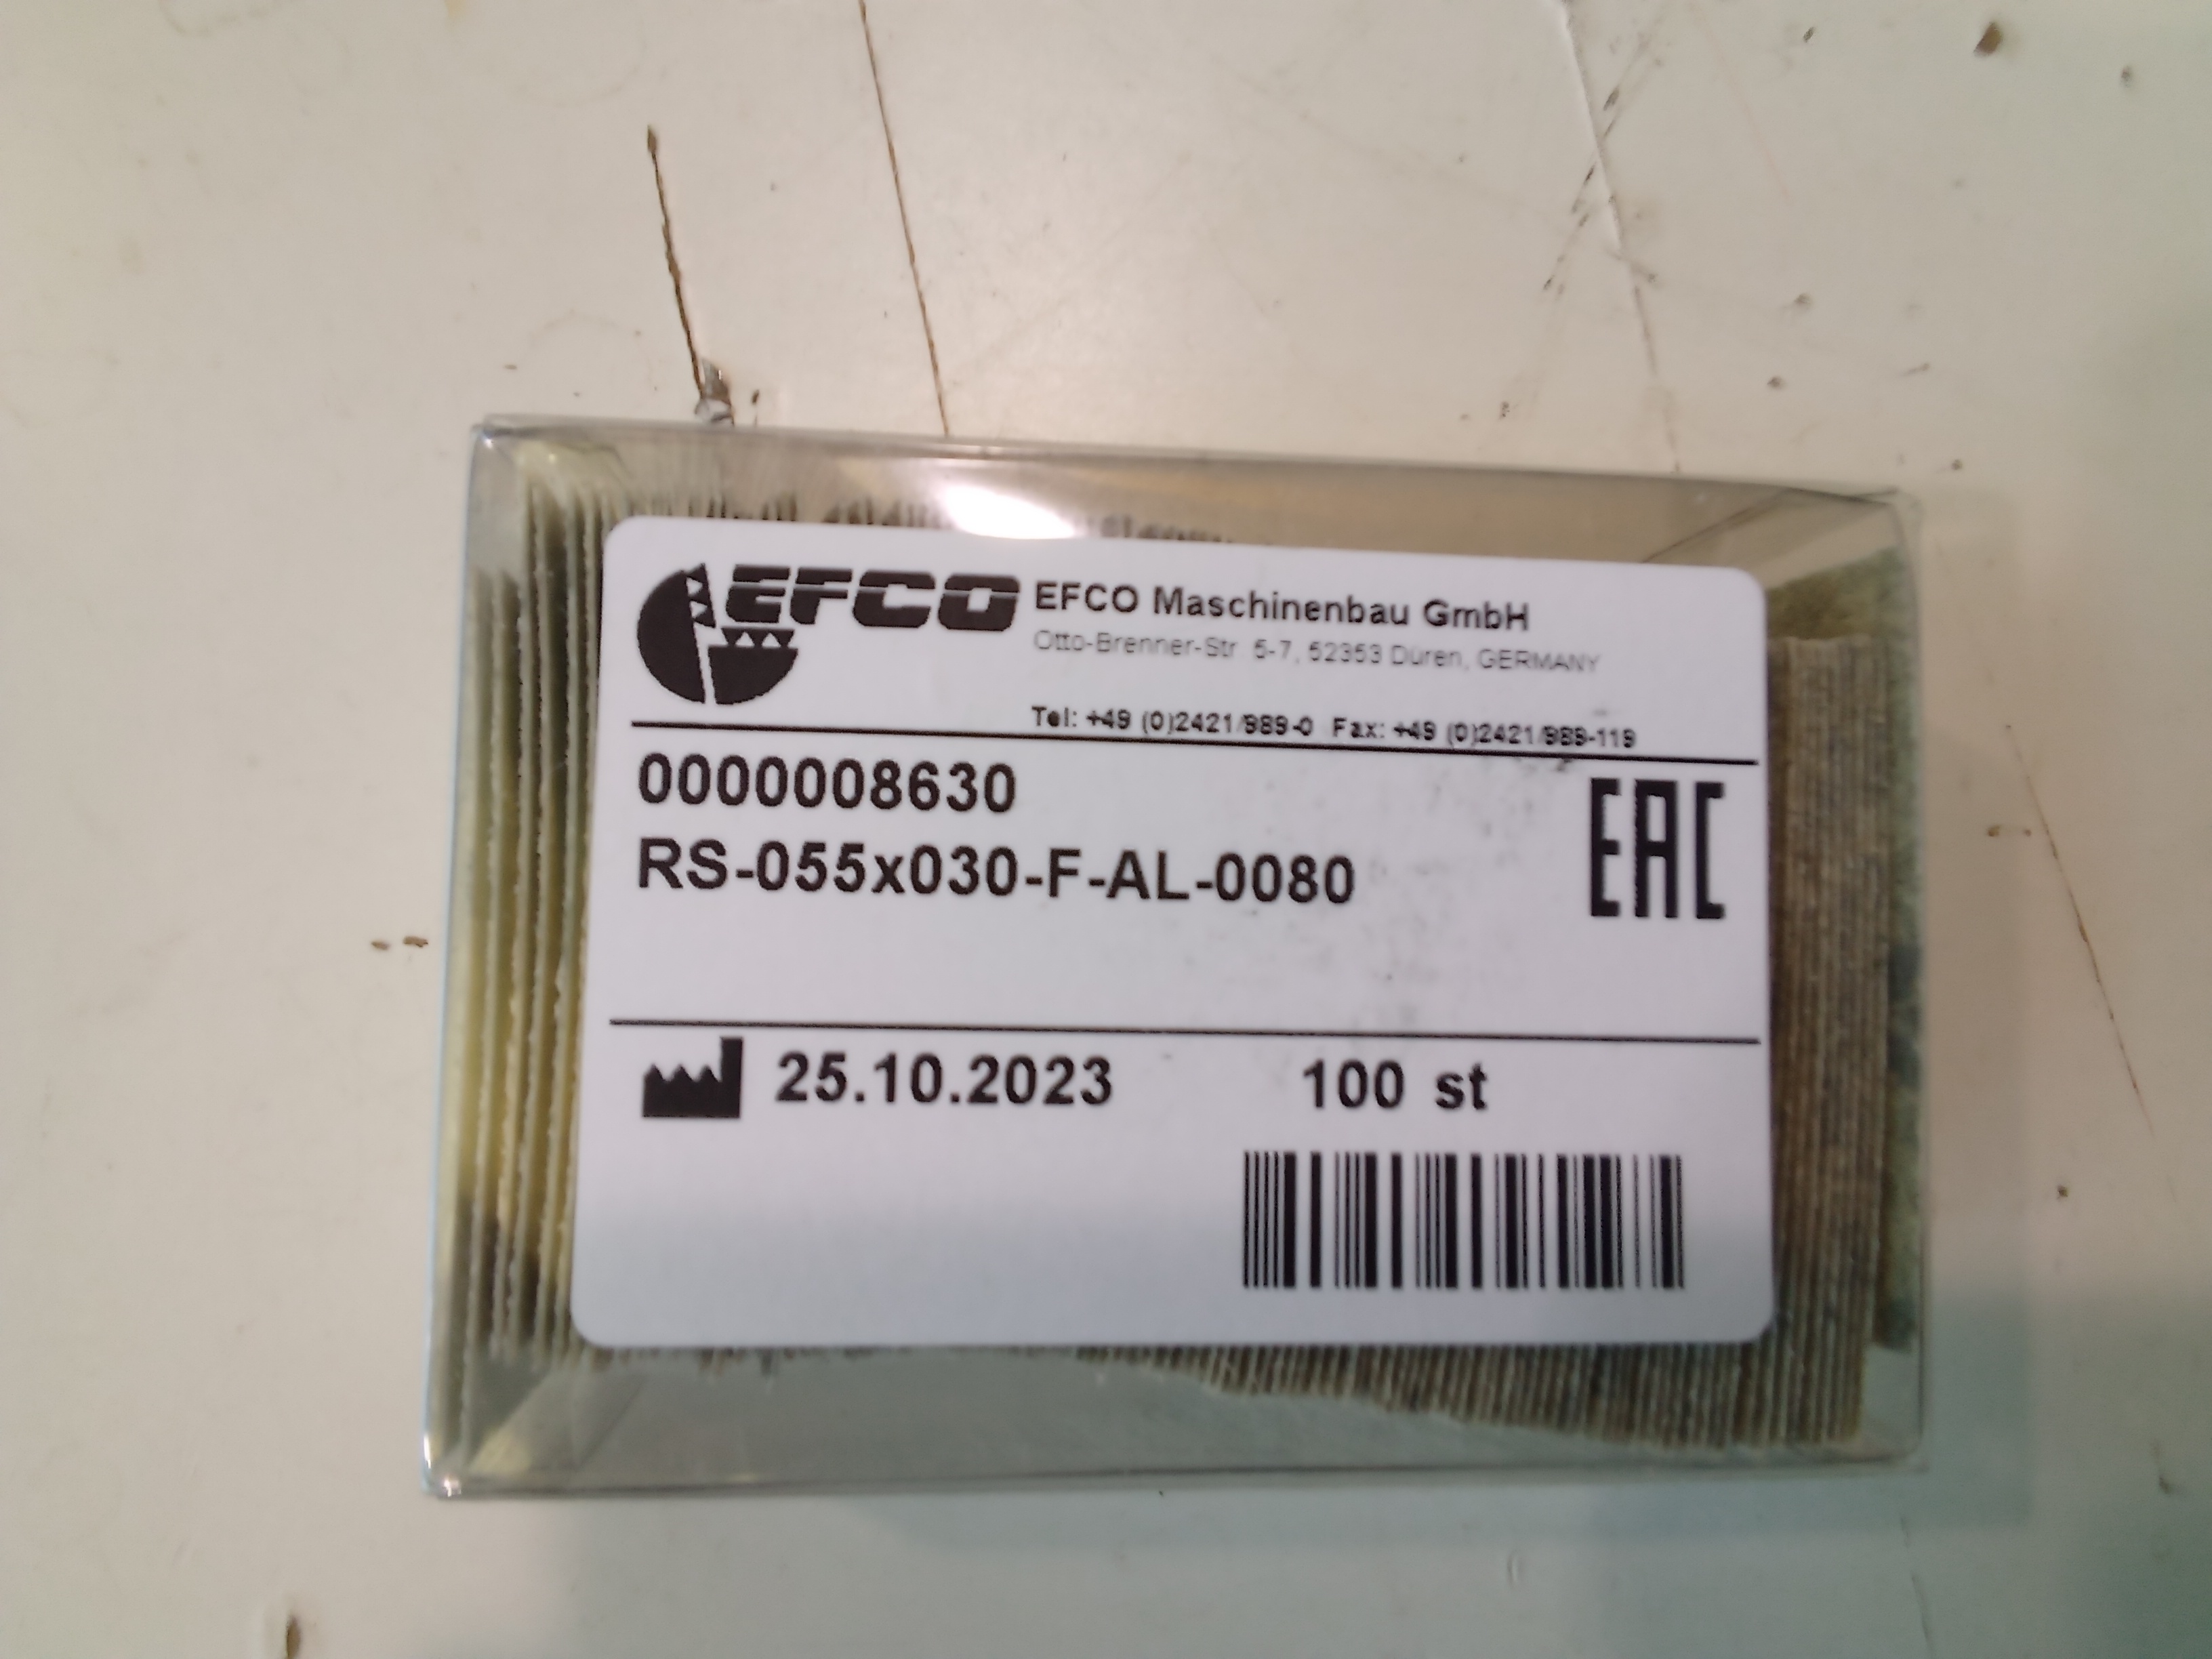 EFCO EFCO Maschinenbau GmbH
Otto-Brenner-Str 5-7, 52353 Düren, GERMANY
Tel: +49 (0)2421/989-0 Fax: +49 (0)2421/989-119
0000008630
EAC
RS-055x030-F-AL-0080
25.10.2023 100 st